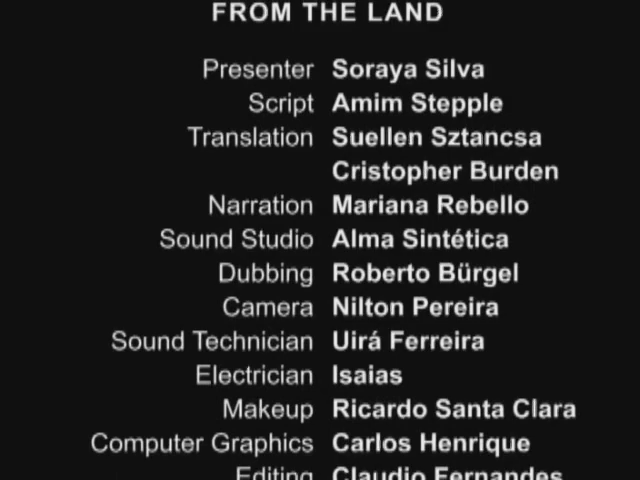 FROM THE LAND
Presenter Soraya Silva
Script Amim Stepple
Translation Suellen Sztancsa
Cristopher Burden
Narration Mariana Rebello
Sound Studio Alma Sintética
Dubbing Roberto Bürgel
Camera Nilton Pereira
Sound Technician Uirá Ferreira
Electrician Isaias
Makeup Ricardo Santa Clara
Computer Graphics Carlos Henrique
Editing Claudio Fernandes